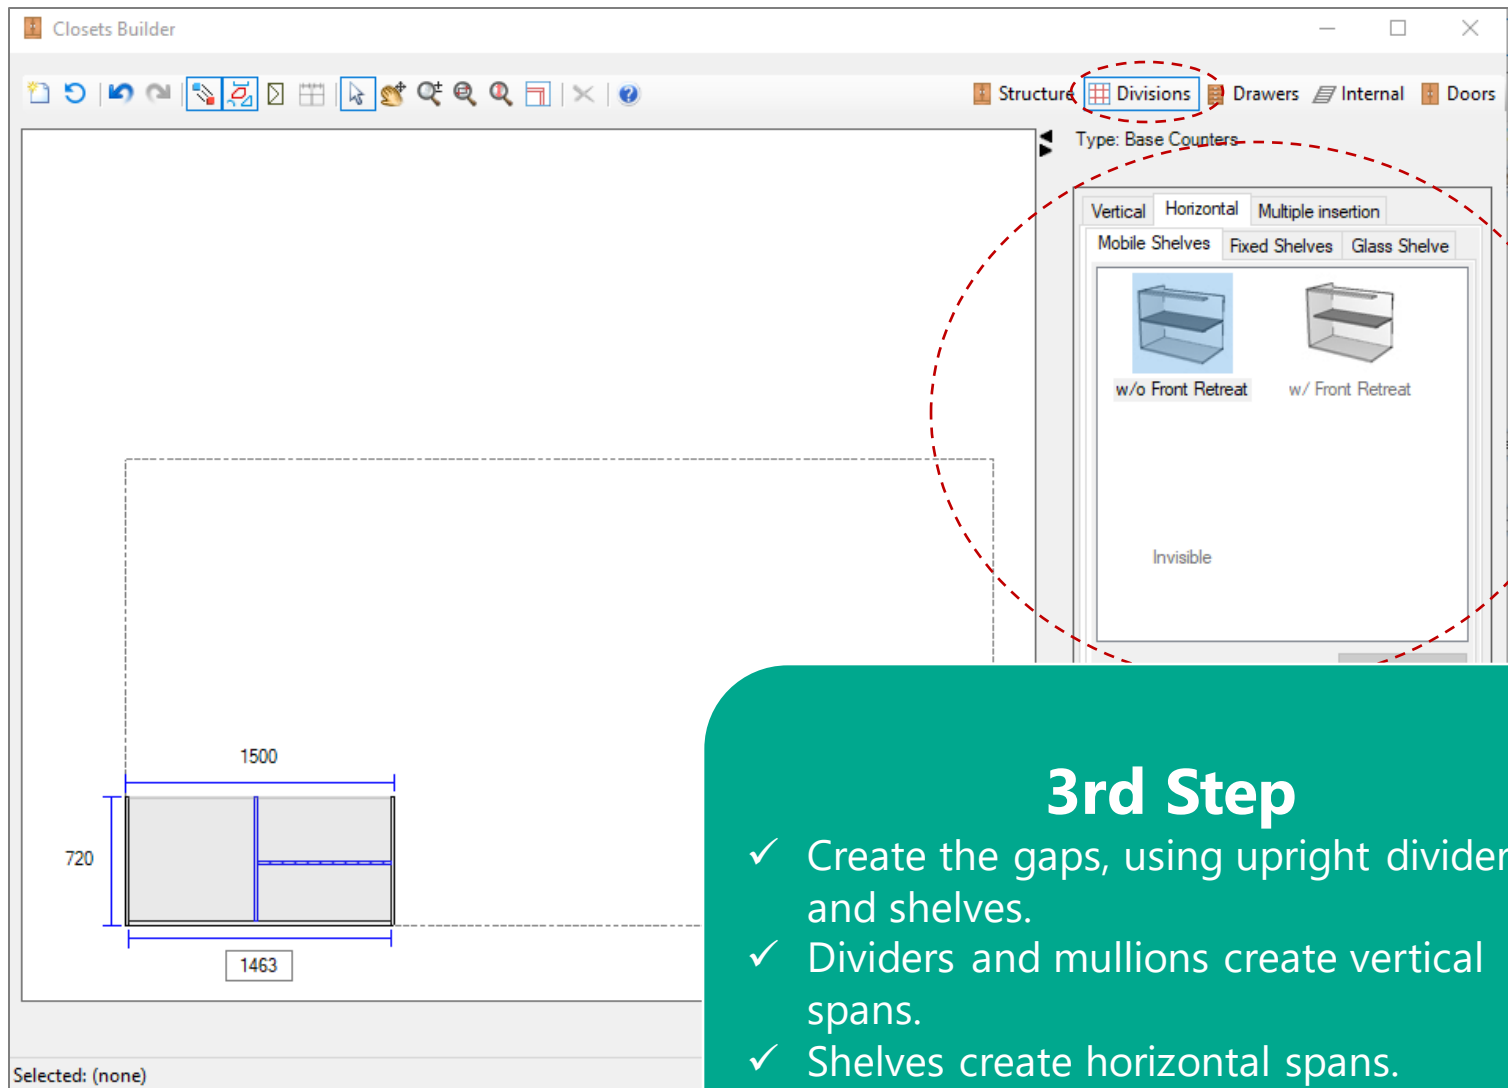 Closets Builder
Structure Divisions Drawers Internal Doors
Type: Base Counters
Vertical Horizontal Multiple insertion
Mobile Shelves Fixed Shelves Glass Shelve
w/o Front Retreat w/ Front Retreat
Invisible
1500
720
1463
3rd Step
✓ Create the gaps, using upright divider
and shelves.
✓ Dividers and mullions create vertical
spans.
✓ Shelves create horizontal spans.
Selected: (none)